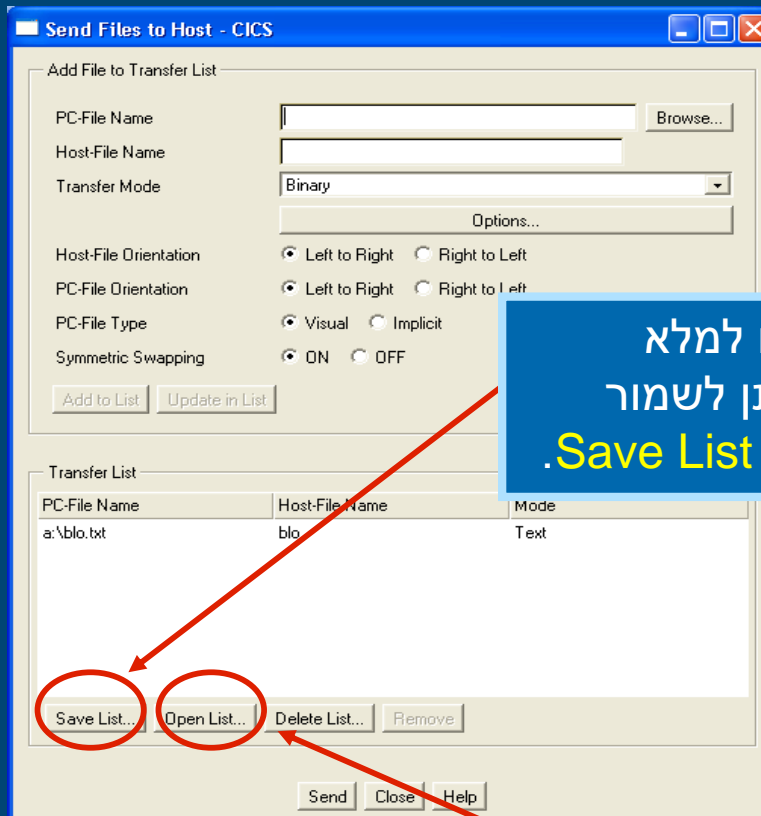 Send Files to Host - CICS
Add File to Transfer List
PC-File Name Browse...
Host-File Name
Transfer Mode Binary
Options...
Host-File Orientation Left to Right Right to Left
PC-File Orientation Left to Right Right to Left
PC-File Type Visual Implicit
Symmetric Swapping ON OFF
Add to List Update in List
למלא
לשמור
Save List.
Transfer List
PC-File Name Host-File Name Mode
a:\blo.txt blo Text
Save List... Open List... Delete List... Remove
Send Close Help